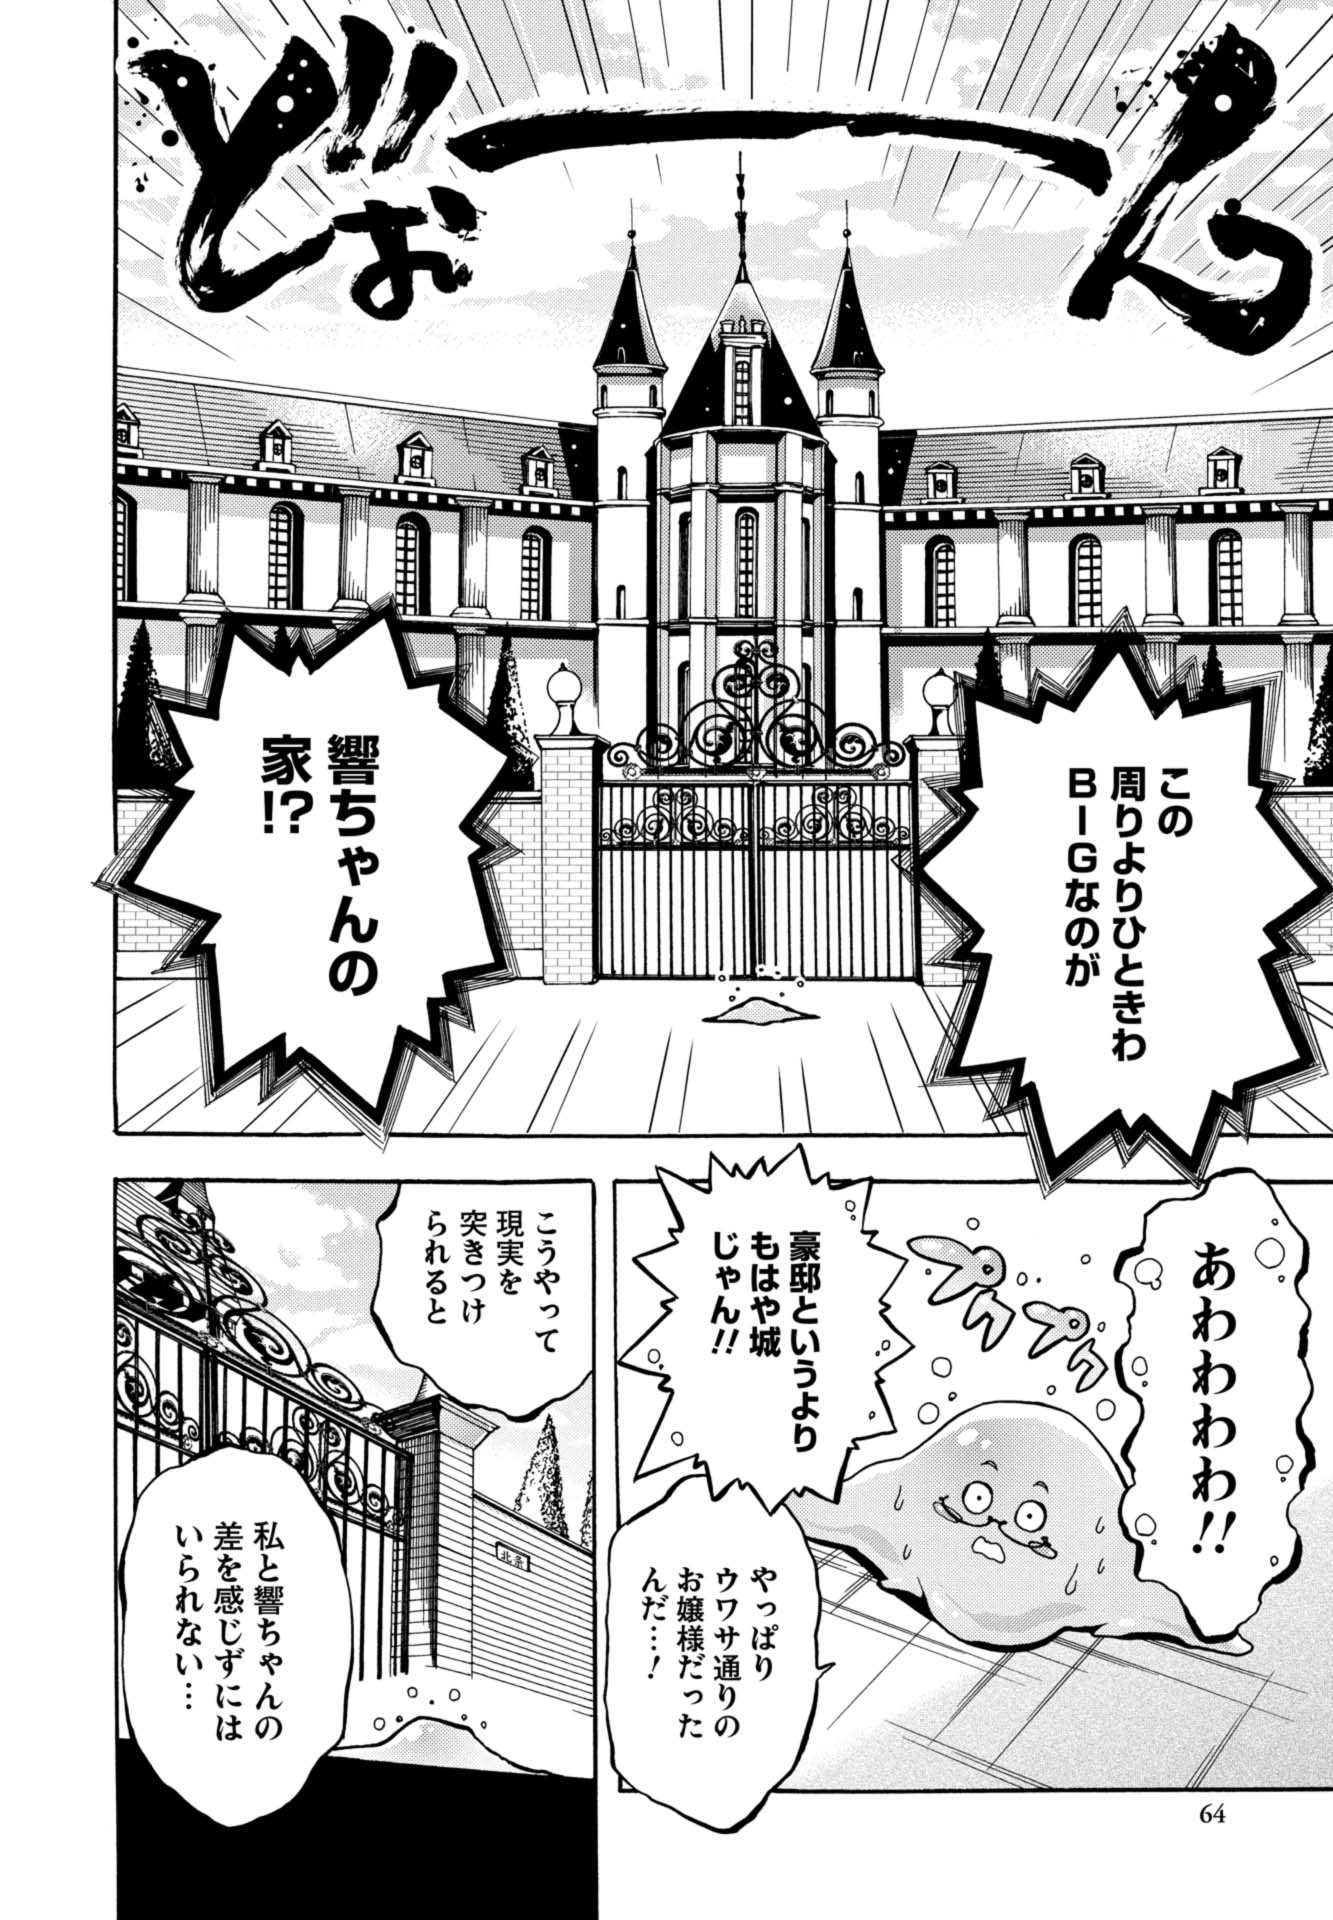 どぉーーん
この
周りよりひときわ
BIGなのが
響ちゃんの
家!?
あわわわわ!!
アワ
アワ
豪邸というより
もはや城
じゃん!!
やっぱり
ウワサ通りの
お嬢様だった
んだ…!
こうやって
現実を
突きつけ
られると
北条
私と響ちゃんの
差を感じずには
いられない…
64